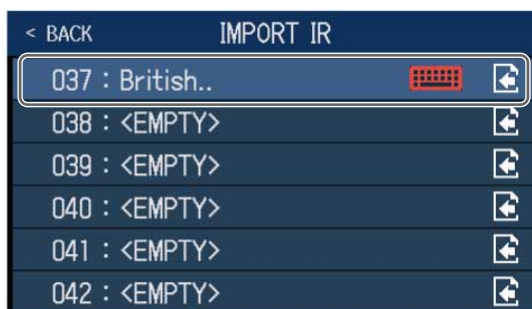 < BACK IMPORT IR
037 : British..
038 : <EMPTY>
039 : <EMPTY>
040 : <EMPTY>
041 : <EMPTY>
042 : <EMPTY>